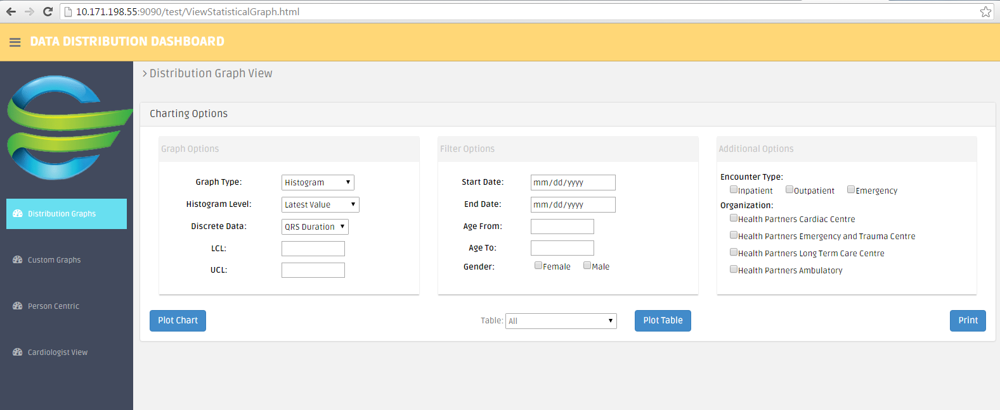 10.171.198.55:9090/test/ViewStatisticalGraph.html
DATA DISTRIBUTION DASHBOARD
Distribution Graphs
Custom Graphs
Person Centric
Cardiologist View
> Distribution Graph View
Charting Options
Graph Options
Graph Type: Histogram
Histogram Level: Latest Value
Discrete Data: QRS Duration
LCL:
UCL:
Filter Options
Start Date: mm/dd/yyyy
End Date: mm/dd/yyyy
Age From:
Age To:
Gender: Female Male
Additional Options
Encounter Type:
Inpatient Outpatient Emergency
Organization:
Health Partners Cardiac Centre
Health Partners Emergency and Trauma Centre
Health Partners Long Term Care Centre
Health Partners Ambulatory
Plot Chart Table: All Plot Table Print